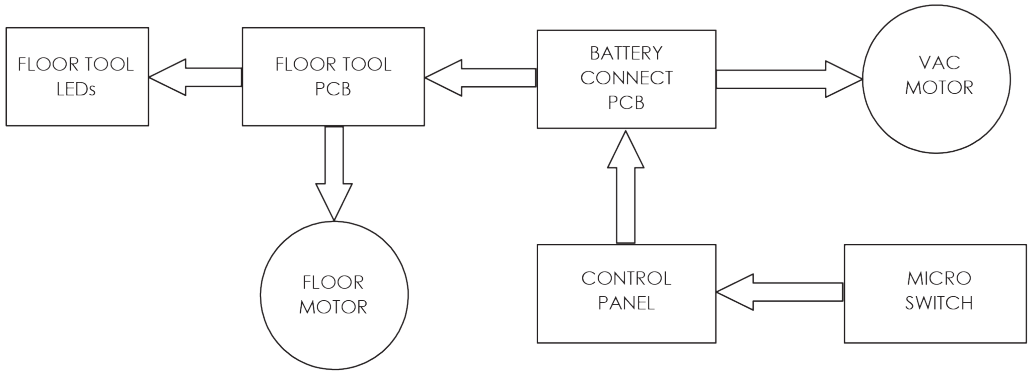 FLOOR TOOL
LEDs
FLOOR TOOL
PCB
BATTERY
CONNECT
PCB
VAC
MOTOR
FLOOR
MOTOR
CONTROL
PANEL
MICRO
SWITCH